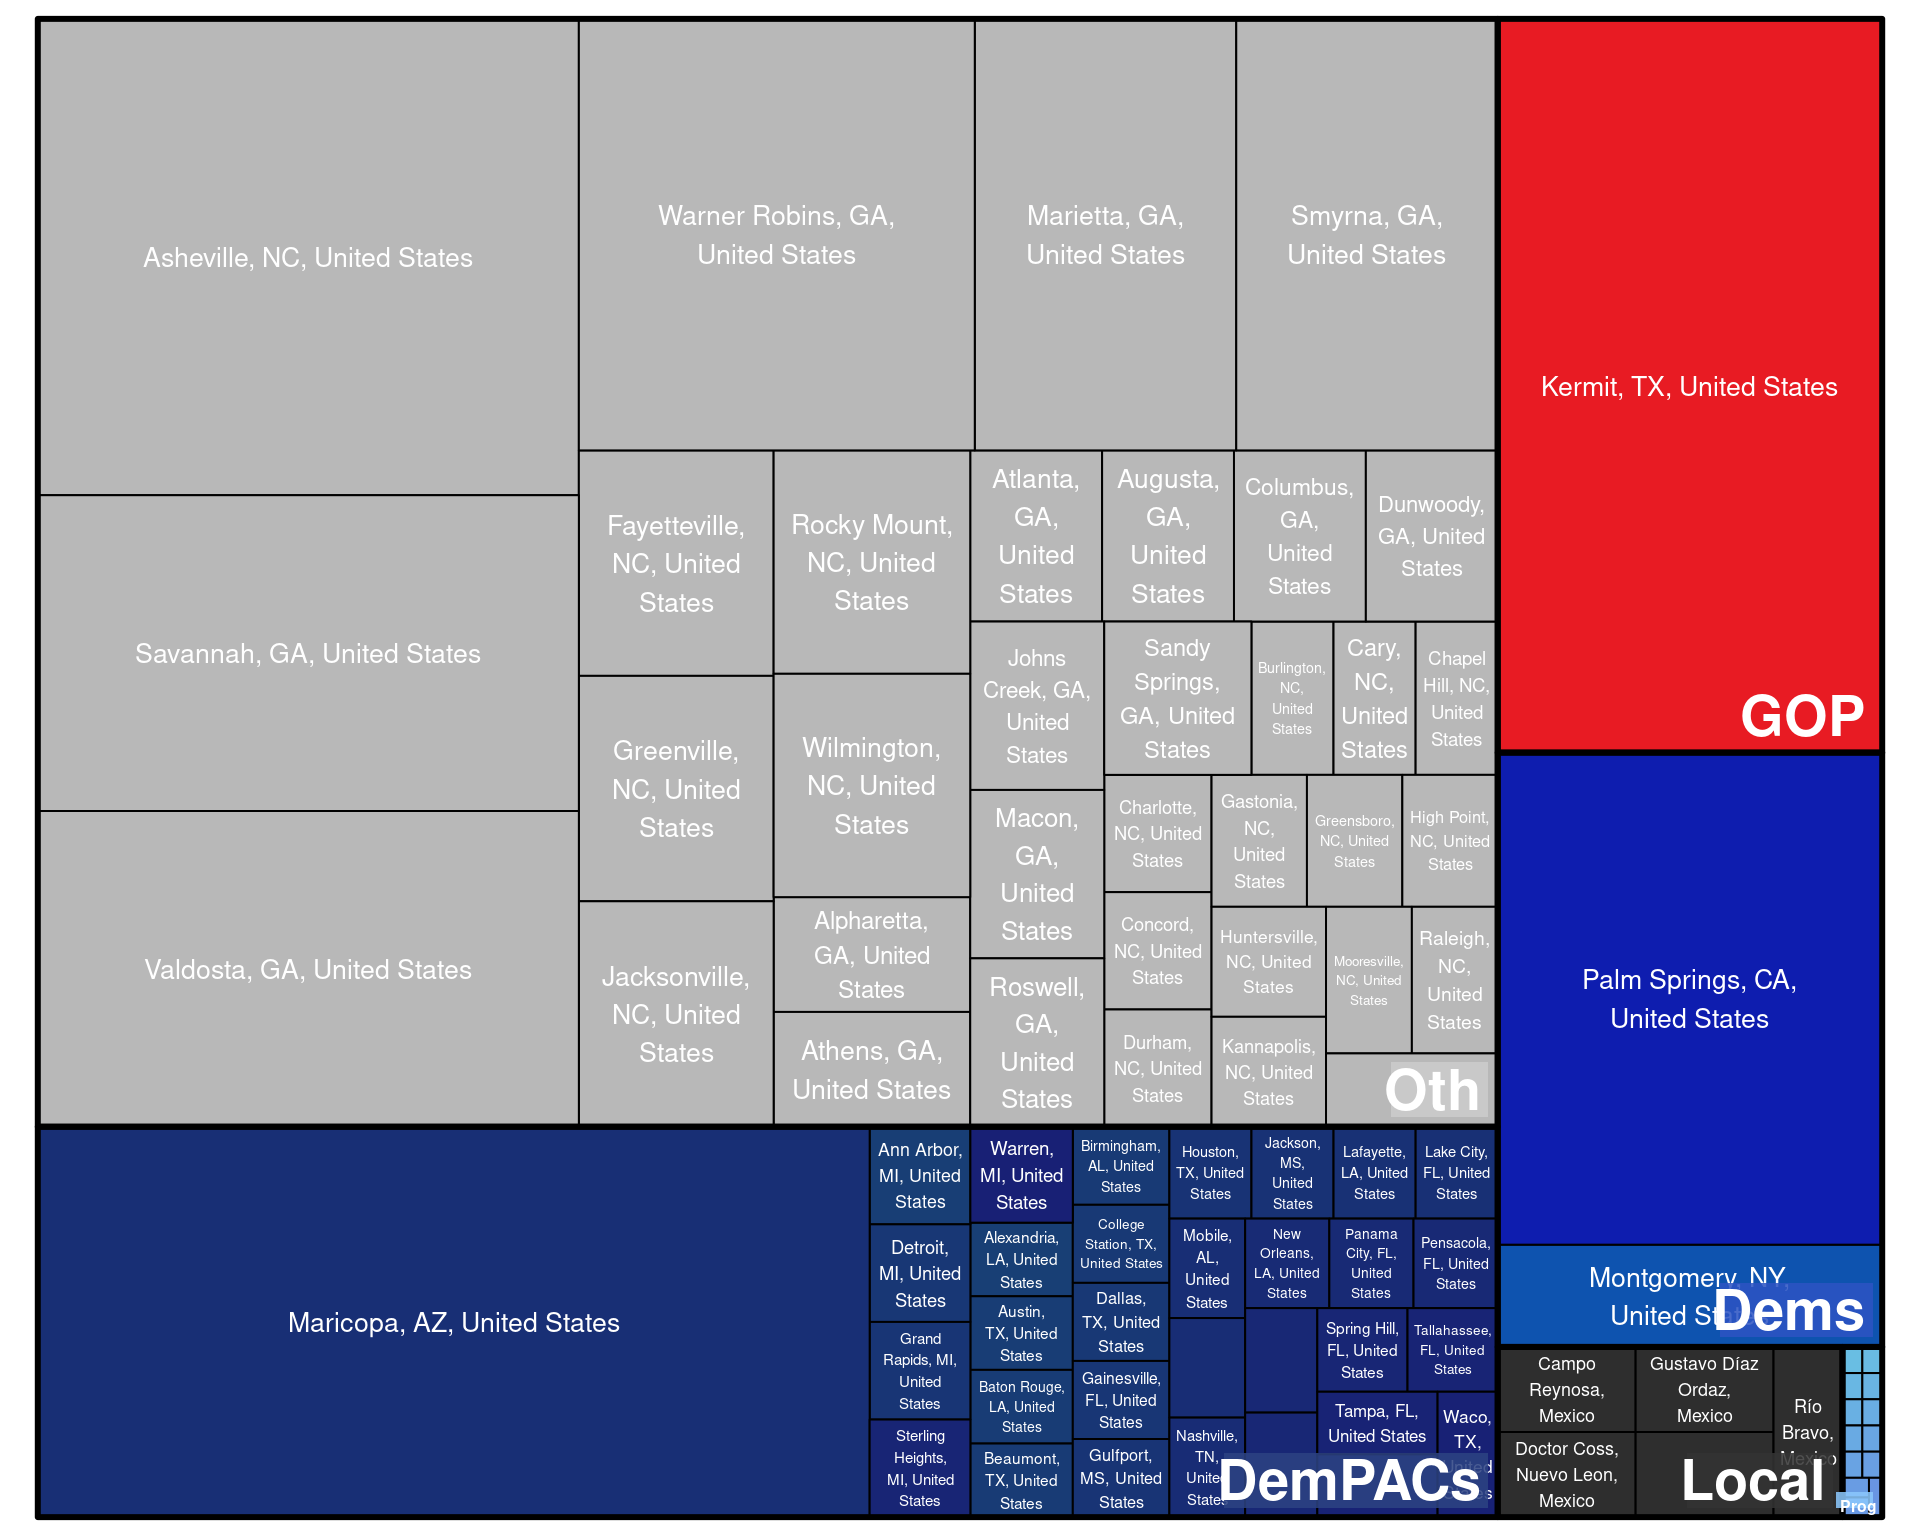 Asheville, NC, United States
Warner Robins, GA,
United States
Marietta, GA,
United States
Smyrna, GA,
United States
Kermit, TX, United States
GOP
Savannah, GA, United States
Valdosta, GA, United States
Fayetteville,
NC, United
States
Rocky Mount,
NC, United
States
Greenville,
NC, United
States
Wilmington,
NC, United
States
Jacksonville,
NC, United
States
Alpharetta,
GA, United
States
Athens, GA,
United States
Atlanta,
GA,
United
States
Augusta,
GA,
United
States
Columbus,
GA,
United
States
Dunwoody,
GA, United
States
Johns
Creek, GA,
United
States
Sandy
Springs,
GA, United
States
Burlington,
NC,
United
States
Cary,
NC,
United
States
Chapel
Hill, NC,
United
States
Macon,
GA,
United
States
Roswell,
GA,
United
States
Charlotte,
NC, United
States
Gastonia,
NC,
United
States
Greensboro,
NC, United
States
High Point,
NC, United
States
Concord,
NC, United
States
Durham,
NC, United
States
Huntersville,
NC, United
States
Mooresville,
NC, United
States
Raleigh,
NC,
United
States
Kannapolis,
NC, United
States
Oth
Palm Springs, CA,
United States
Montgomery, NY,
United States
Dems
Maricopa, AZ, United States
Ann Arbor,
MI, United
States
Detroit,
MI, United
States
Grand
Rapids, MI,
United
States
Sterling
Heights,
MI, United
States
Warren,
MI, United
States
Alexandria,
LA, United
States
Austin,
TX, United
States
Baton Rouge,
LA, United
States
Beaumont,
TX, United
States
Birmingham,
AL, United
States
College
Station, TX,
United States
Dallas,
TX, United
States
Gainesville,
FL, United
States
Gulfport,
MS, United
States
Houston,
TX, United
States
Jackson,
MS,
United
States
Lafayette,
LA, United
States
Lake City,
FL, United
States
Mobile,
AL,
United
States
New
Orleans,
LA, United
States
Panama
City, FL,
United
States
Pensacola,
FL, United
States
Spring Hill,
FL, United
States
Tallahassee,
FL, United
States
Nashville,
TN,
United
States
Tampa, FL,
United States
Waco,
TX,
United
States
DemPACs
Campo
Reynosa,
Mexico
Gustavo Díaz
Ordaz,
Mexico
Río
Bravo,
Mexico
Doctor Coss,
Nuevo Leon,
Mexico
Local
Prog